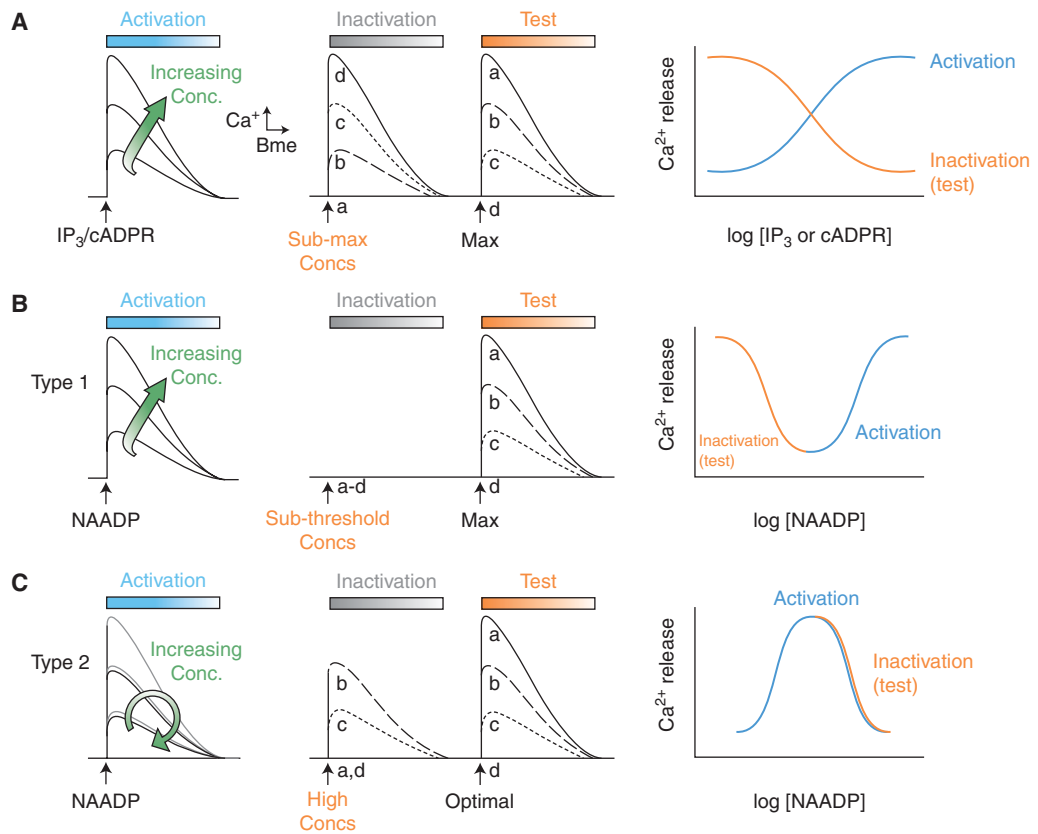 A
Activation
Inactivation
Test
Increasing
Conc.
Ca⁺
Bme
d
c
b
a
a
b
c
d
IP₃/cADPR
Sub-max
Concs
Max
Ca²⁺ release
Activation
Inactivation
(test)
log [IP₃ or cADPR]
B
Activation
Inactivation
Test
Type 1
Increasing
Conc.
a-d
a
b
c
d
NAADP
Sub-threshold
Concs
Max
Ca²⁺ release
Inactivation
(test)
Activation
log [NAADP]
C
Activation
Inactivation
Test
Type 2
Increasing
Conc.
b
c
a,d
a
b
c
d
NAADP
High
Concs
Optimal
Ca²⁺ release
Activation
Inactivation
(test)
log [NAADP]